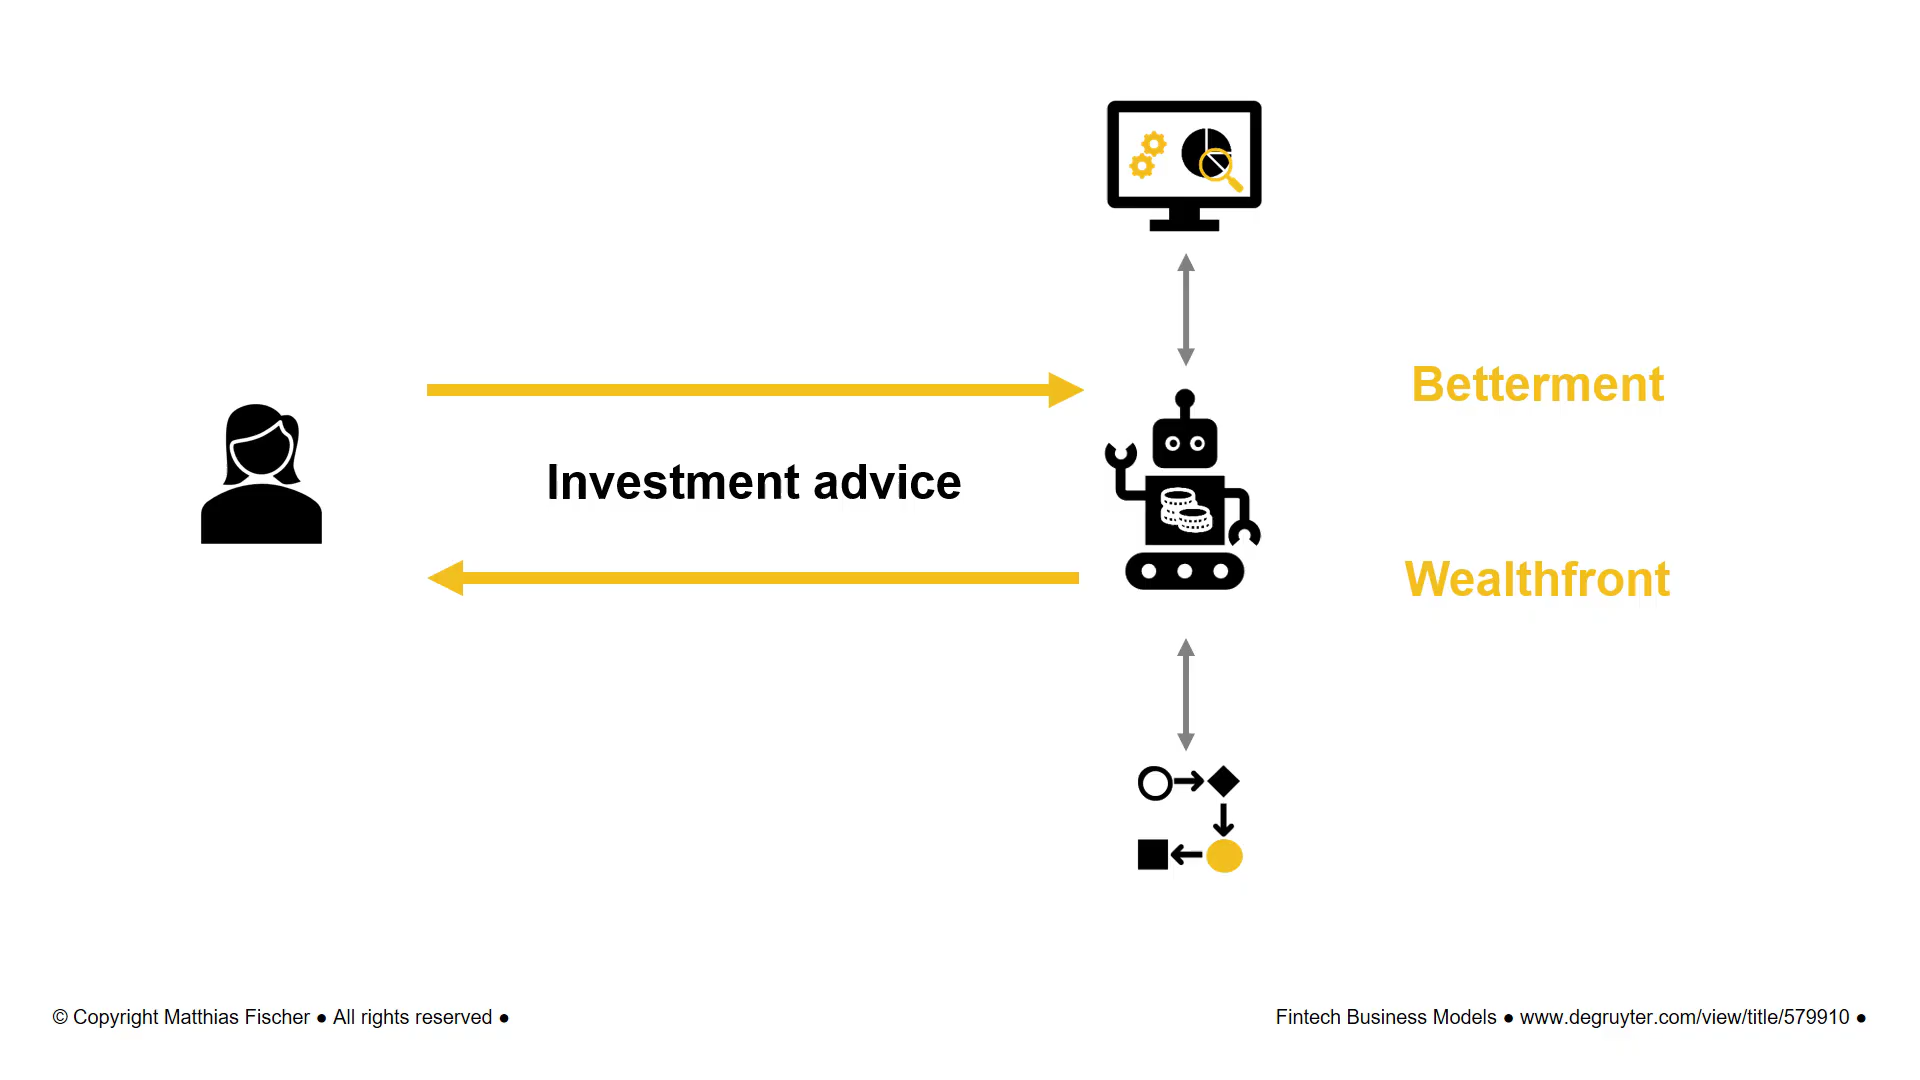 Betterment
Investment advice
Wealthfront
© Copyright Matthias Fischer ● All rights reserved ●
Fintech Business Models ● www.degruyter.com/view/title/579910 ●